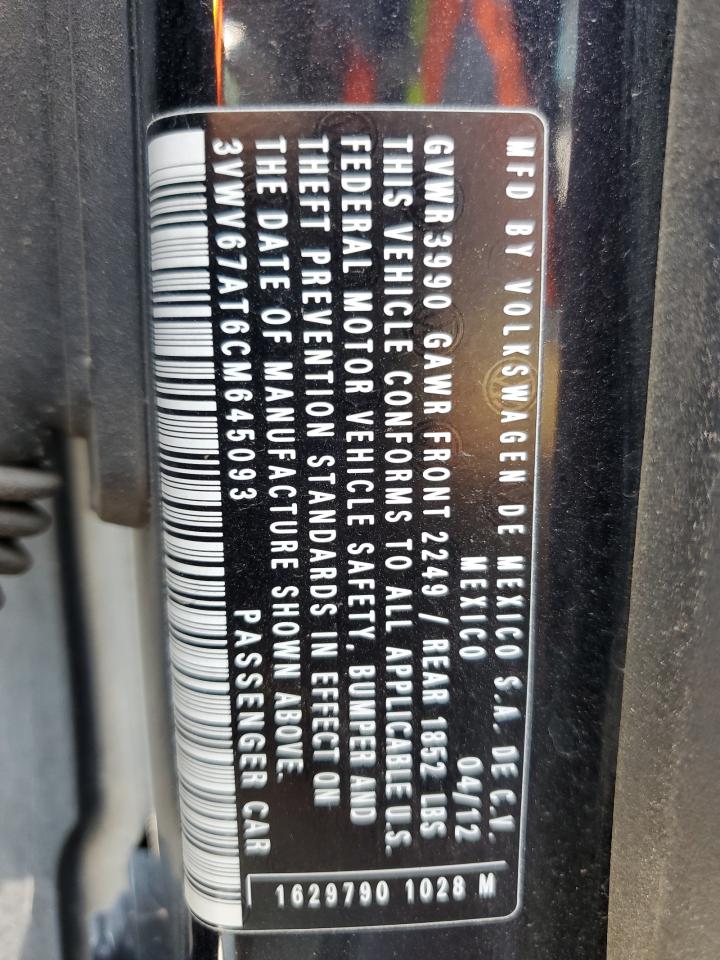 MFD BY VOLKSWAGEN DE MEXICO S.A. DE C.V.
MEXICO 04/12
GVWR 3990 GAWR FRONT 2249 / REAR 1852 LBS
THIS VEHICLE CONFORMS TO ALL APPLICABLE U.S.
FEDERAL MOTOR VEHICLE SAFETY, BUMPER AND
THEFT PREVENTION STANDARDS IN EFFECT ON
THE DATE OF MANUFACTURE SHOWN ABOVE.
3VWV67AT6CM645093 PASSENGER CAR
1629790 1028 M